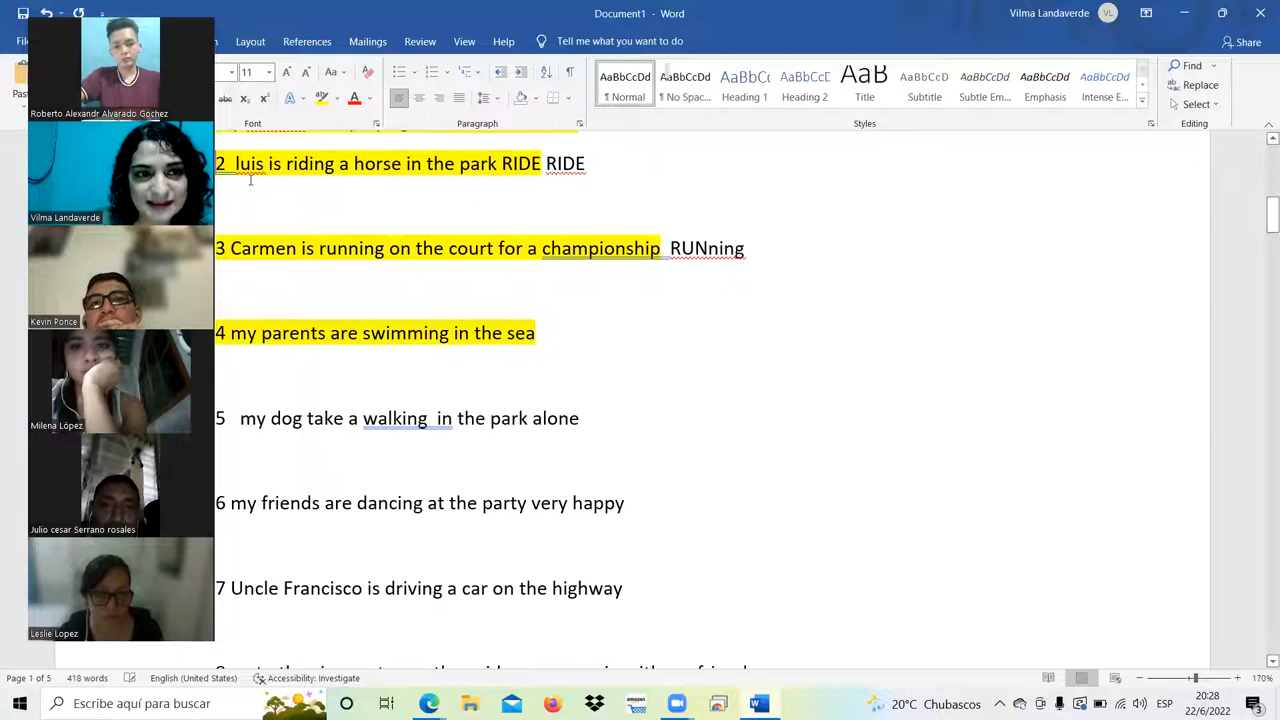 Vilma Landaverde
VL
Layout References Mailings Review View Help Tell me what you want to do Share
11
Aa
AaBbCcDd AaBbCcDd AaBbCc AaBbCcC AaB AaBbCcD AaBbCcDd AaBbCcDd AaBbCcDd
¶ Normal ¶ No Spac... Heading 1 Heading 2 Title Subtitle Subtle Em... Emphasis Intense E...
Find
Replace
Select
Font Paragraph Styles Editing
Roberto Alexandr Alvarado Gochez
Vilma Landaverde
Kevin Ponce
Milena López
Julio cesar Serrano rosales
Leslie Lopez
2 luis is riding a horse in the park RIDE RIDE
3 Carmen is running on the court for a championship RUNning
4 my parents are swimming in the sea
5 my dog take a walking in the park alone
6 my friends are dancing at the party very happy
7 Uncle Francisco is driving a car on the highway
Page 1 of 5 418 words English (United States) Accessibility: Investigate 170%
Escribe aquí para buscar
20°C Chubascos
ESP
20:28
22/6/2022
3